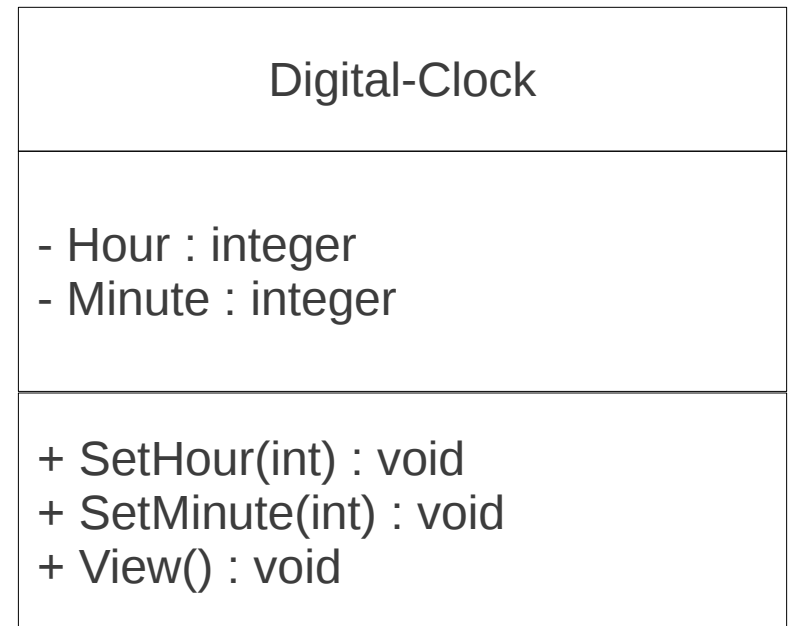 Digital-Clock
- Hour : integer
- Minute : integer
+ SetHour(int) : void
+ SetMinute(int) : void
+ View() : void